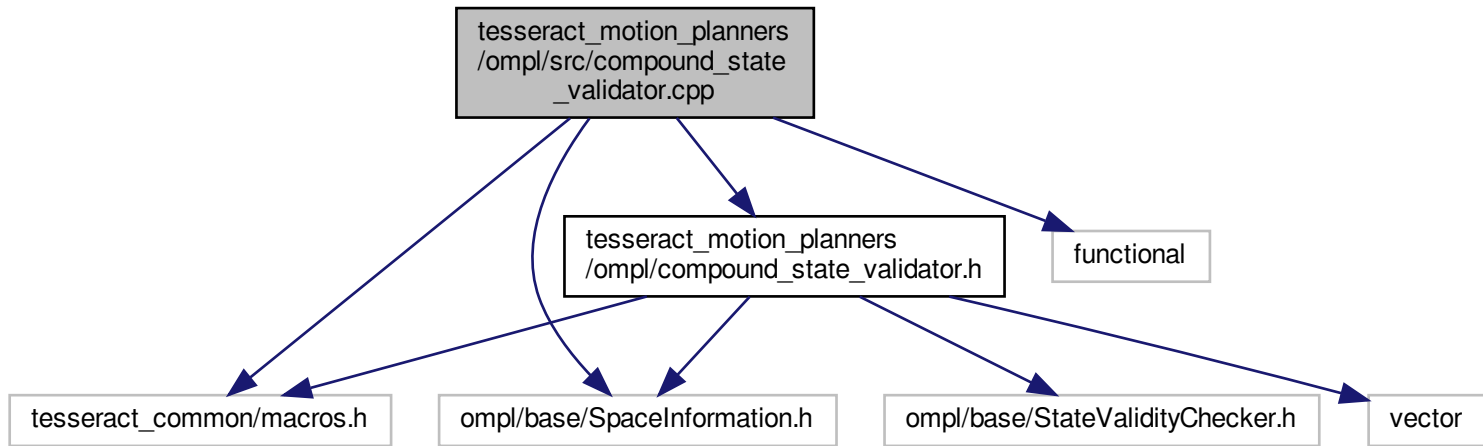 tesseract_motion_planners
/ompl/src/compound_state
_validator.cpp
tesseract_motion_planners
/ompl/compound_state_validator.h
functional
tesseract_common/macros.h
ompl/base/SpaceInformation.h
ompl/base/StateValidityChecker.h
vector